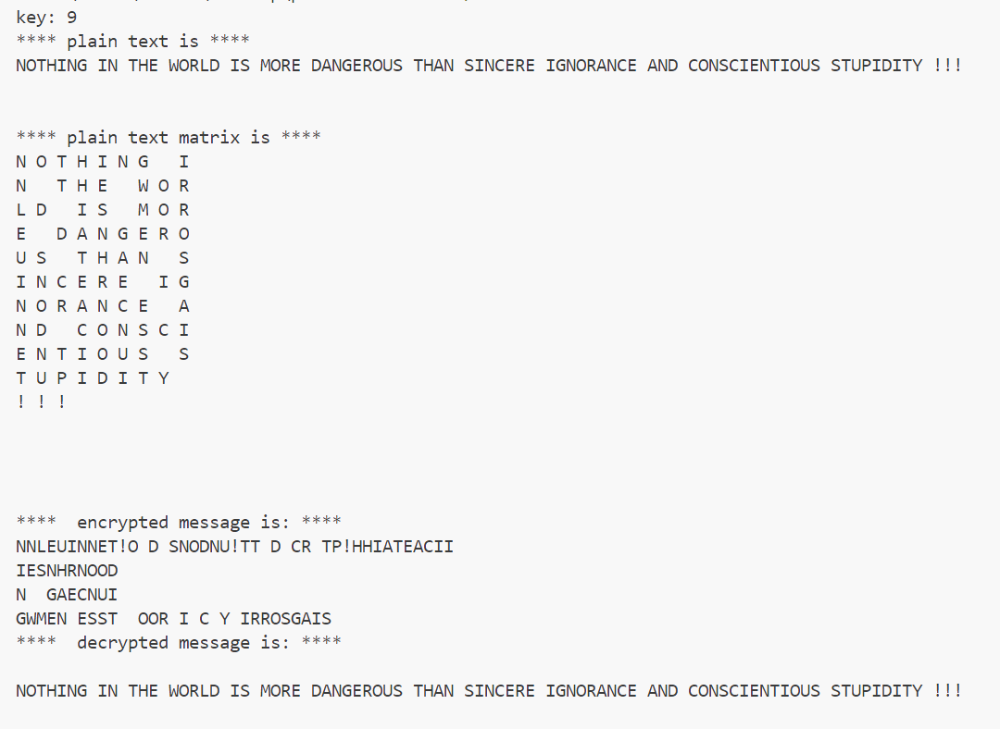 key: 9
**** plain text is ****
NOTHING IN THE WORLD IS MORE DANGEROUS THAN SINCERE IGNORANCE AND CONSCIENTIOUS STUPIDITY !!!
**** plain text matrix is ****
N O T H I N G   I
N   T H E   W O R
L D   I S   M O R
E   D A N G E R O
U S   T H A N   S
I N C E R E   I G
N O R A N C E   A
N D   C O N S C I
E N T I O U S   S
T U P I D I T Y
! ! !
****  encrypted message is: ****
NNLEUINNET!O D SNODNU!TT D CR TP!HHIATEACII
IESNHRNOOD
N  GAECNUI
GWMEN ESST  OOR I C Y IRROSGAIS
****  decrypted message is: ****
NOTHING IN THE WORLD IS MORE DANGEROUS THAN SINCERE IGNORANCE AND CONSCIENTIOUS STUPIDITY !!!